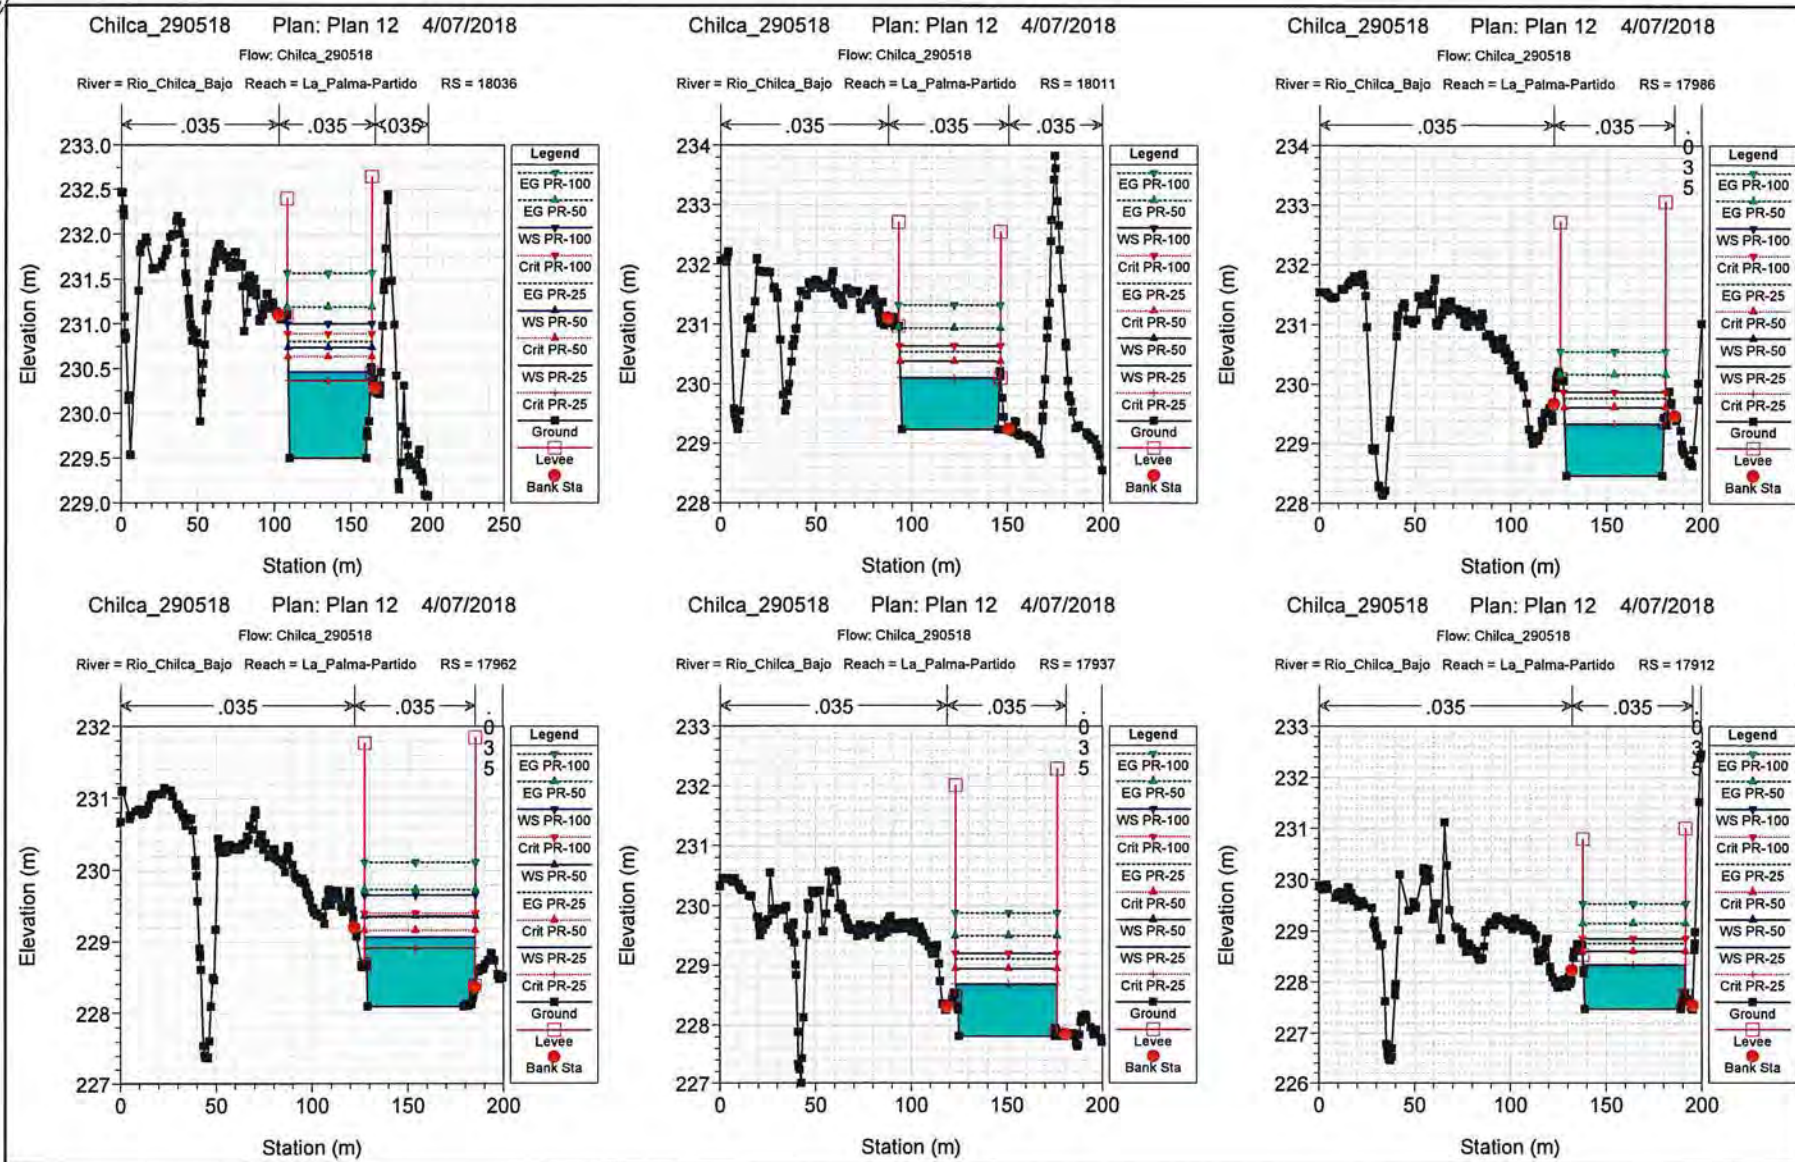 Chilca_290518 Plan: Plan 12 4/07/2018
Flow: Chilca_290518
River = Rio_Chilca_Bajo Reach = La_Palma-Partido RS = 18036
.035 .035 .035
Elevation (m)
233.0
232.5
232.0
231.5
231.0
230.5
230.0
229.5
229.0
0 50 100 150 200 250
Station (m)
Legend
EG PR-100
EG PR-50
WS PR-100
Crit PR-100
EG PR-25
WS PR-50
Crit PR-50
WS PR-25
Crit PR-25
Ground
Levee
Bank Sta
Chilca_290518 Plan: Plan 12 4/07/2018
Flow: Chilca_290518
River = Rio_Chilca_Bajo Reach = La_Palma-Partido RS = 18011
.035 .035 .035
Elevation (m)
234
233
232
231
230
229
228
0 50 100 150 200
Station (m)
Legend
EG PR-100
EG PR-50
WS PR-100
Crit PR-100
EG PR-25
Crit PR-50
WS PR-50
WS PR-25
Crit PR-25
Ground
Levee
Bank Sta
Chilca_290518 Plan: Plan 12 4/07/2018
Flow: Chilca_290518
River = Rio_Chilca_Bajo Reach = La_Palma-Partido RS = 17986
.035 .035 .035
Elevation (m)
234
233
232
231
230
229
228
0 50 100 150 200
Station (m)
Legend
EG PR-100
EG PR-50
WS PR-100
Crit PR-100
EG PR-25
Crit PR-50
WS PR-50
WS PR-25
Crit PR-25
Ground
Levee
Bank Sta
Chilca_290518 Plan: Plan 12 4/07/2018
Flow: Chilca_290518
River = Rio_Chilca_Bajo Reach = La_Palma-Partido RS = 17962
.035 .035 .035
Elevation (m)
232
231
230
229
228
227
0 50 100 150 200
Station (m)
Legend
EG PR-100
EG PR-50
WS PR-100
Crit PR-100
WS PR-50
EG PR-25
Crit PR-50
WS PR-25
Crit PR-25
Ground
Levee
Bank Sta
Chilca_290518 Plan: Plan 12 4/07/2018
Flow: Chilca_290518
River = Rio_Chilca_Bajo Reach = La_Palma-Partido RS = 17937
.035 .035 .035
Elevation (m)
233
232
231
230
229
228
227
0 50 100 150 200
Station (m)
Legend
EG PR-100
EG PR-50
WS PR-100
Crit PR-100
EG PR-25
Crit PR-50
WS PR-50
WS PR-25
Crit PR-25
Ground
Levee
Bank Sta
Chilca_290518 Plan: Plan 12 4/07/2018
Flow: Chilca_290518
River = Rio_Chilca_Bajo Reach = La_Palma-Partido RS = 17912
.035 .035 .035
Elevation (m)
233
232
231
230
229
228
227
226
0 50 100 150 200
Station (m)
Legend
EG PR-100
EG PR-50
WS PR-100
Crit PR-100
EG PR-25
Crit PR-50
WS PR-50
WS PR-25
Crit PR-25
Ground
Levee
Bank Sta